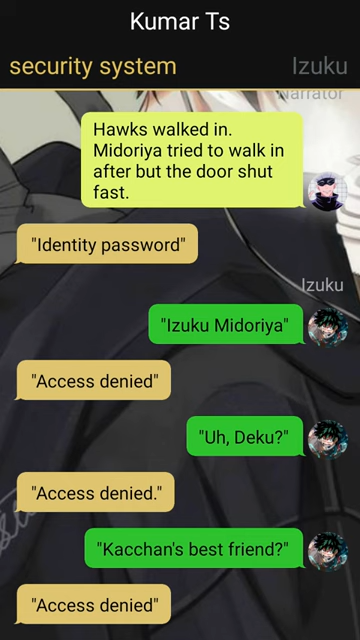 Kumar Ts
security system Izuku
Narrator
Hawks walked in.
Midoriya tried to walk in
after but the door shut
fast.
"Identity password"
Izuku
"Izuku Midoriya"
"Access denied"
"Uh, Deku?"
"Access denied."
"Kacchan's best friend?"
"Access denied"